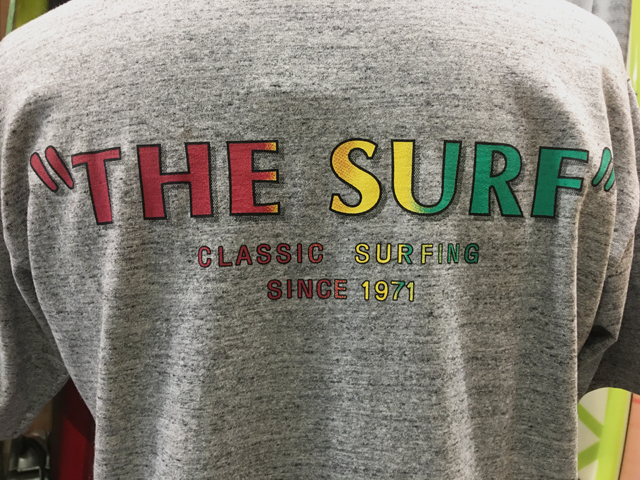 "THE SURF"
CLASSIC SURFING
SINCE 1971